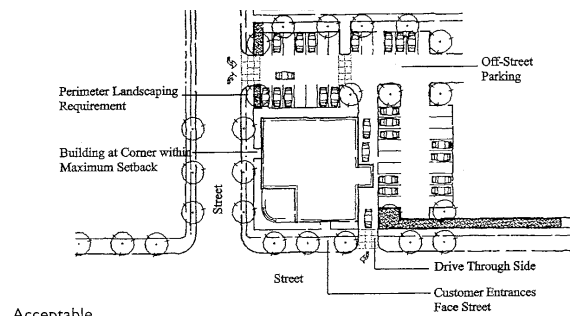 Off-Street
Parking
Perimeter Landscaping
Requirement
Building at Corner within
Maximum Setback
Street
Street
Drive Through Side
Customer Entrances
Face Street
Acceptable